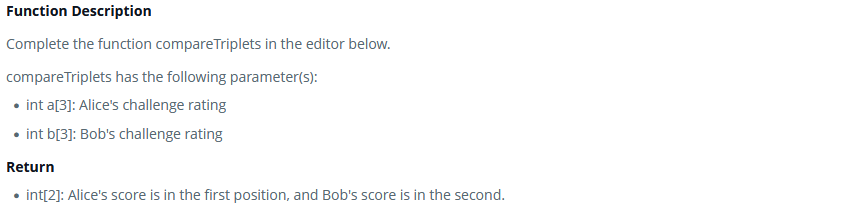 Function Description
Complete the function compareTriplets in the editor below.
compareTriplets has the following parameter(s):
• int a[3]: Alice's challenge rating
• int b[3]: Bob's challenge rating
Return
• int[2]: Alice's score is in the first position, and Bob's score is in the second.